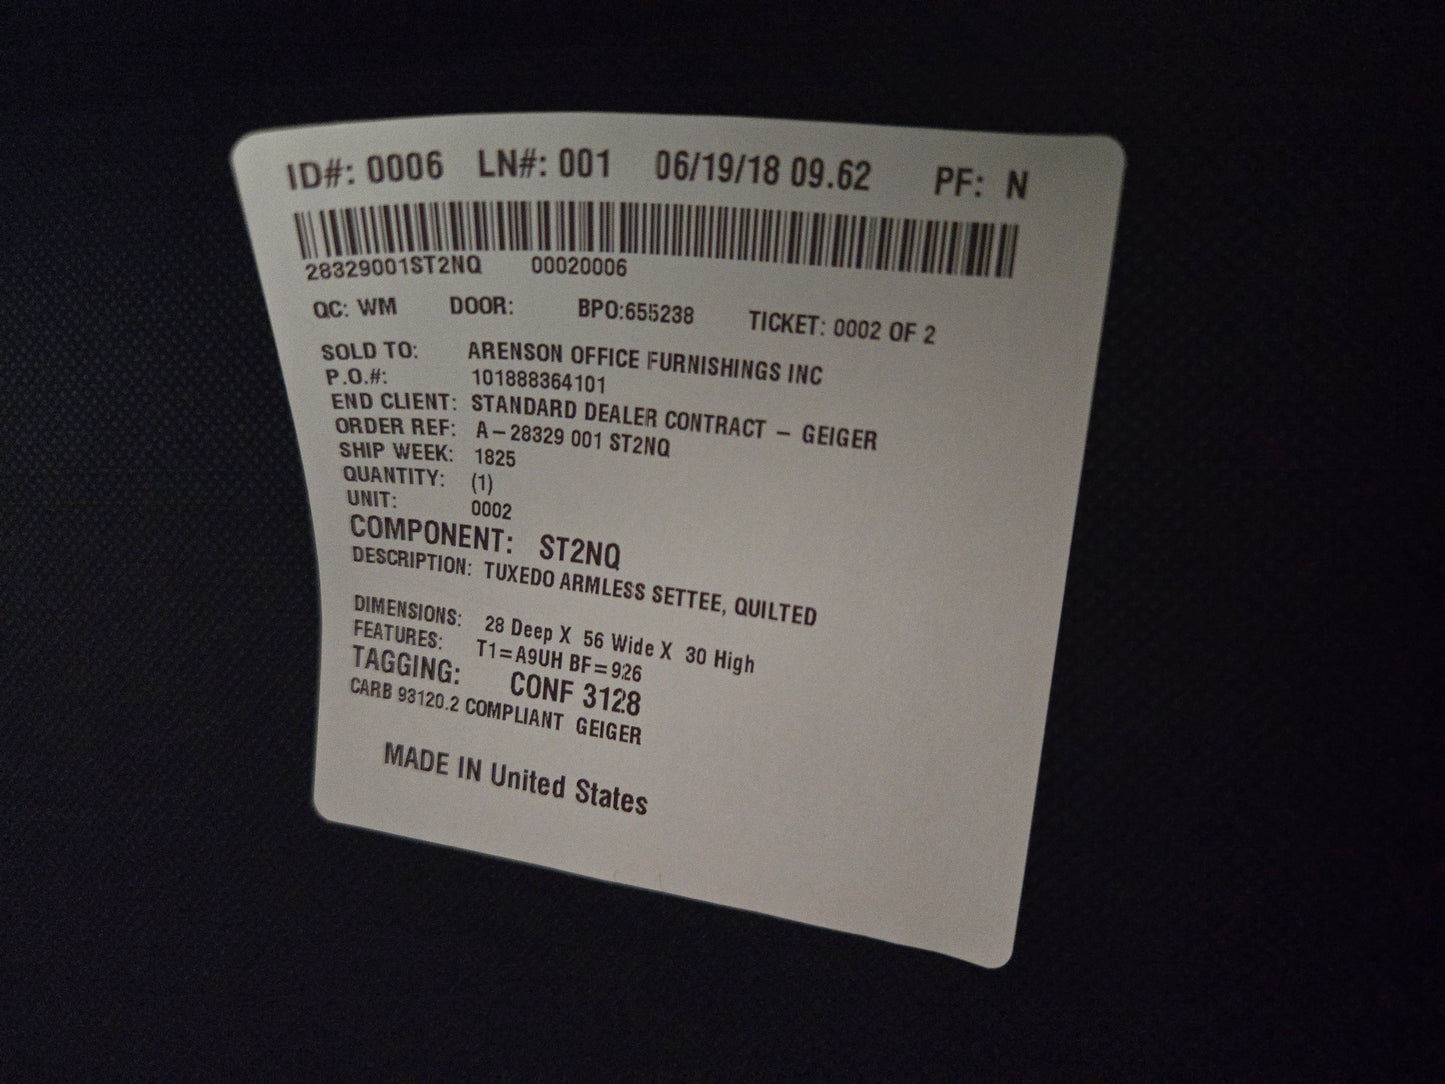 ID#: 0006 LN#: 001 06/19/18 09.62 PF: N
28329001ST2NQ 00020006
QC: WM DOOR: BPO:655238 TICKET: 0002 OF 2
SOLD TO: ARENSON OFFICE FURNISHINGS INC
P.O.#: 101888364101
END CLIENT: STANDARD DEALER CONTRACT – GEIGER
ORDER REF: A–28329 001 ST2NQ
SHIP WEEK: 1825
QUANTITY: (1)
UNIT: 0002
COMPONENT: ST2NQ
DESCRIPTION: TUXEDO ARMLESS SETTEE, QUILTED
DIMENSIONS: 28 Deep X 56 Wide X 30 High
FEATURES: T1=A9UH BF=926
TAGGING: CONF 3128
CARB 93120.2 COMPLIANT GEIGER
MADE IN United States